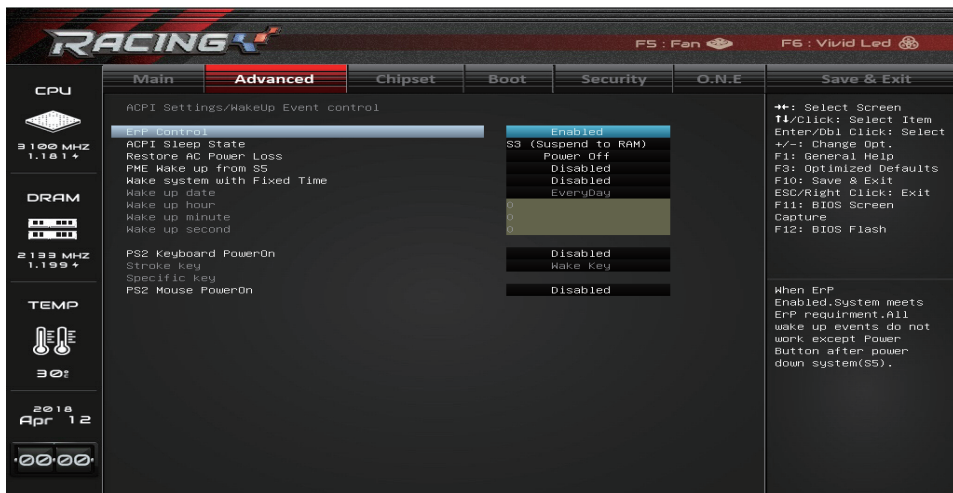 RACING
F5 : Fan
F6 : Vivid Led
Main Advanced Chipset Boot Security O.N.E Save & Exit
CPU
3100 MHZ
1.181
DRAM
2133 MHZ
1.199
TEMP
30
2018
Apr 12
00:00
ACPI Settings/WakeUp Event control
ErP Control Enabled
ACPI Sleep State S3 (Suspend to RAM)
Restore AC Power Loss Power Off
PME Wake up from S5 Disabled
Wake system with Fixed Time Disabled
Wake up date EveryDay
Wake up hour 0
Wake up minute 0
Wake up second 0
PS2 Keyboard PowerOn Disabled
Stroke key Wake Key
Specific key
PS2 Mouse PowerOn Disabled
→←: Select Screen
↑↓/Click: Select Item
Enter/Dbl Click: Select
+/-: Change Opt.
F1: General Help
F3: Optimized Defaults
F10: Save & Exit
ESC/Right Click: Exit
F11: BIOS Screen
Capture
F12: BIOS Flash
When ErP
Enabled.System meets
ErP requirment.All
wake up events do not
work except Power
Button after power
down system(S5).